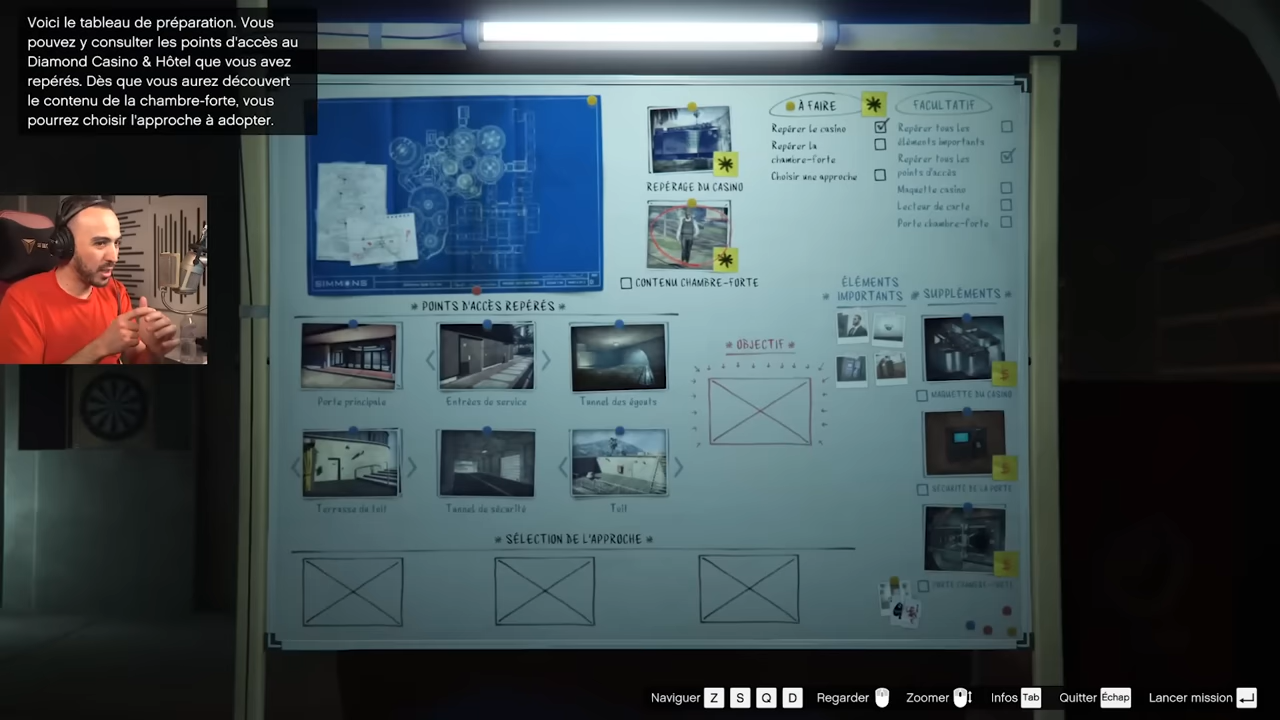 Voici le tableau de préparation. Vous
pouvez y consulter les points d'accès au
Diamond Casino & Hôtel que vous avez
repérés. Dès que vous aurez découvert
le contenu de la chambre-forte, vous
pourrez choisir l'approche à adopter.
SIMMONS
REPÉRAGE DU CASINO
CONTENU CHAMBRE-FORTE
À FAIRE
Repérer le casino
Repérer la
chambre-forte
Choisir une approche
FACULTATIF
Repérer tous les
éléments importants
Repérer tous les
points d'accès
Maquette casino
Lecteur de carte
Porte chambre-forte
POINTS D'ACCÈS REPÉRÉS
Porte principale
Entrées de service
Tunnel des égouts
Terrasse du toit
Tunnel de sécurité
Toit
OBJECTIF
ÉLÉMENTS
IMPORTANTS
SUPPLÉMENTS
MAQUETTE DU CASINO
SÉCURITÉ DE LA PORTE
PORTE CHAMBRE-FORTE
SÉLECTION DE L'APPROCHE
Naviguer Z S Q D Regarder Zoomer Infos Tab Quitter Échap Lancer mission